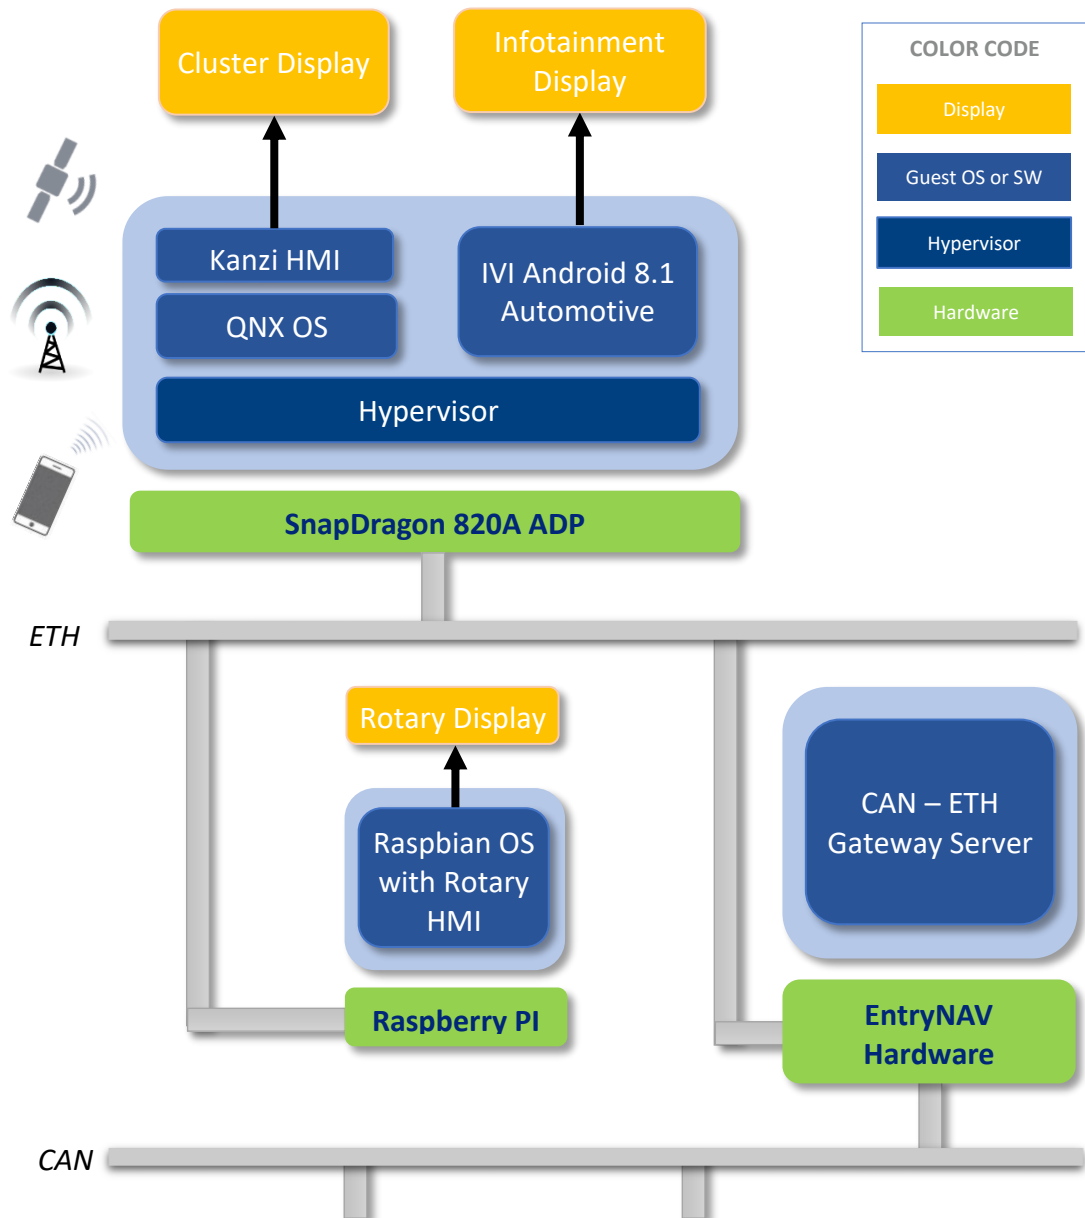 Cluster Display
Infotainment
Display
COLOR CODE
Display
Guest OS or SW
Hypervisor
Hardware
Kanzi HMI
QNX OS
IVI Android 8.1
Automotive
Hypervisor
SnapDragon 820A ADP
ETH
Rotary Display
Raspbian OS
with Rotary
HMI
Raspberry PI
CAN – ETH
Gateway Server
EntryNAV
Hardware
CAN